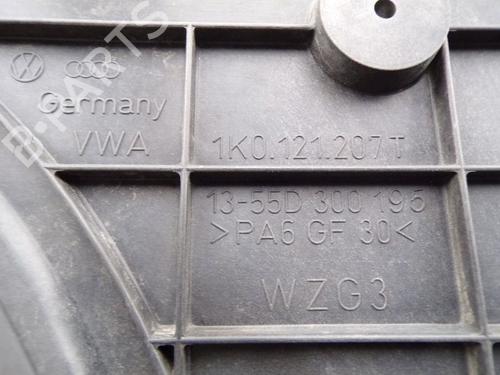 B-PARTS
Germany
VWA
1K0.121.207T
13-55D 300 195
>PA6 GF 30<
WZG3